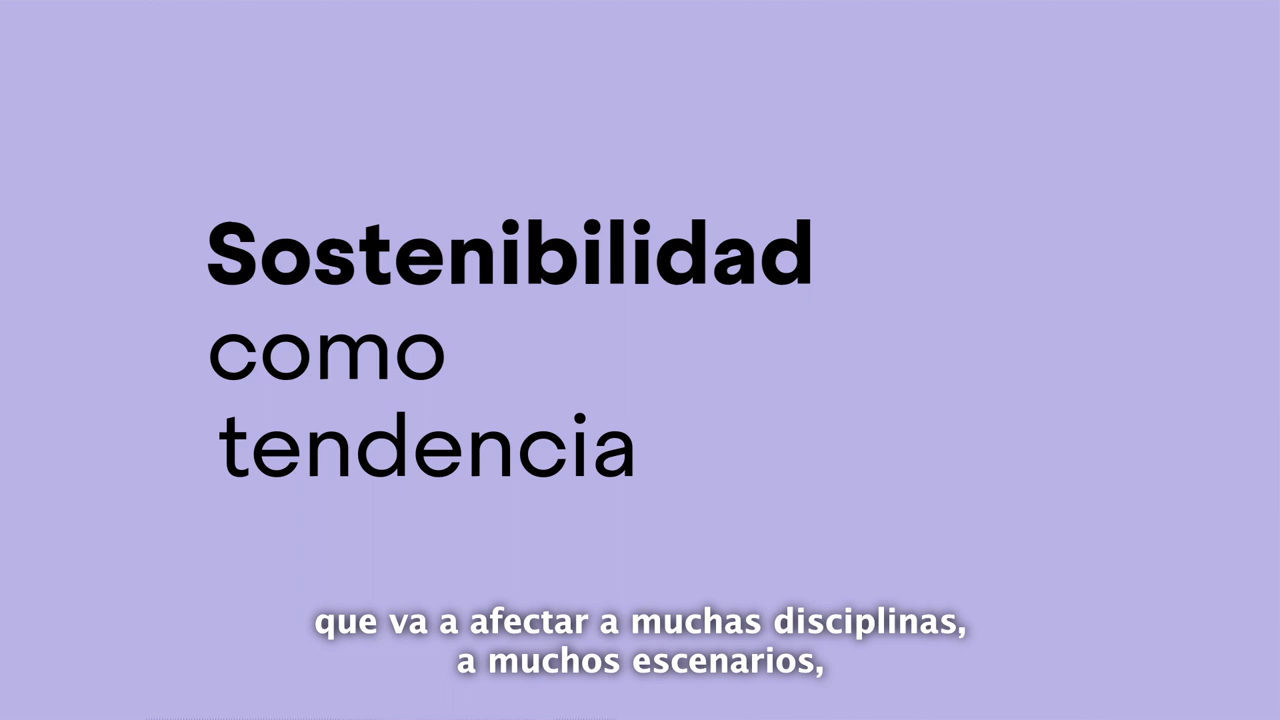 Sostenibilidad
como
tendencia
que va a afectar a muchas disciplinas,
a muchos escenarios,